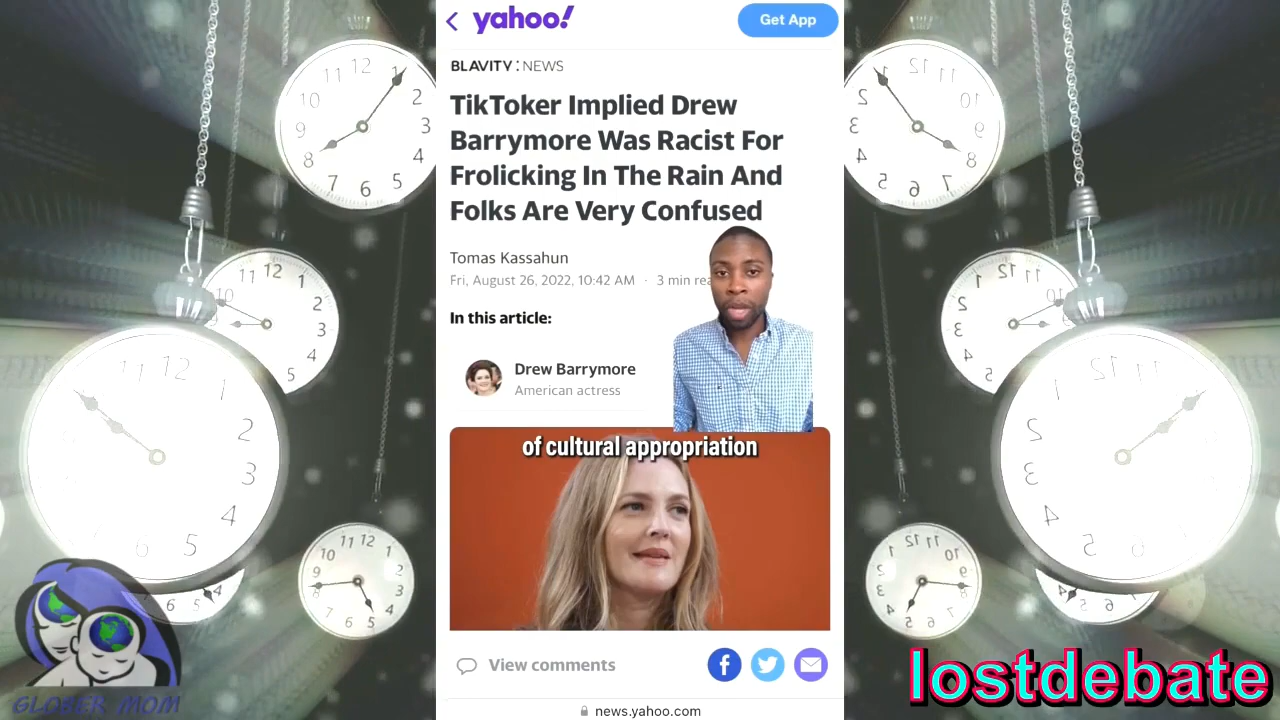 yahoo!
Get App
BLAVITY : NEWS
TikToker Implied Drew
Barrymore Was Racist For
Frolicking In The Rain And
Folks Are Very Confused
Tomas Kassahun
Fri, August 26, 2022, 10:42 AM · 3 min rea
In this article:
Drew Barrymore
American actress
of cultural appropriation
View comments
news.yahoo.com
GLOBER MOM
lostdebate